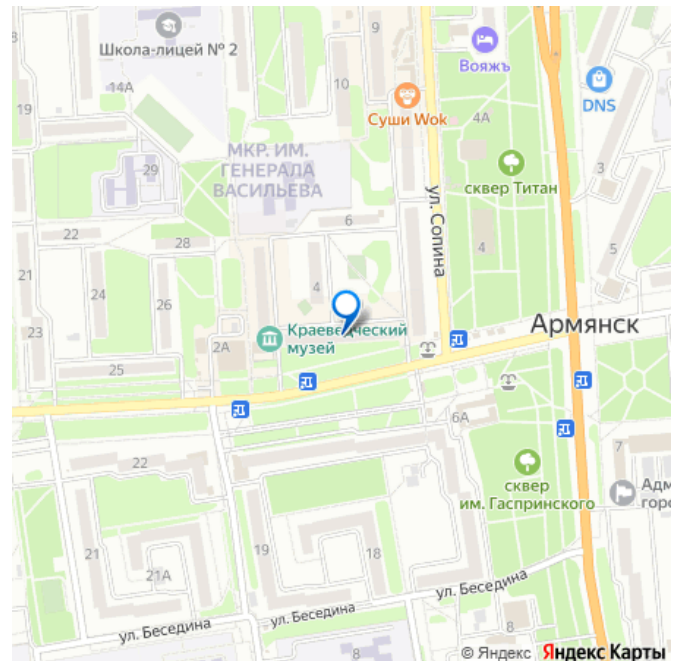 Школа-лицей № 2
Вояжъ
DNS
14А
10
Суши Wok
4А
19
МКР. ИМ.
ГЕНЕРАЛА
ВАСИЛЬЕВА
29
сквер Титан
3
ул. Сопина
6
22
28
4
5
21
24
26
4
23
2А
Краеведческий
музей
Армянск
25
6А
22
7
сквер
им. Гаспринского
Адм
горо
21
19
18
21А
ул. Беседина
ул. Беседина
ул. Беседина
8
8
© Яндекс Яндекс Карты